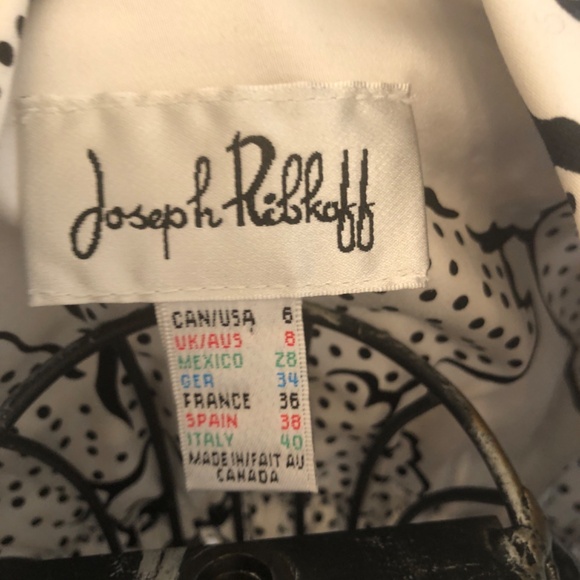 Joseph Ribkoff
CAN/USA 6
UK/AUS 8
MEXICO 28
GER 34
FRANCE 36
SPAIN 38
ITALY 40
MADE IN/FAIT AU
CANADA